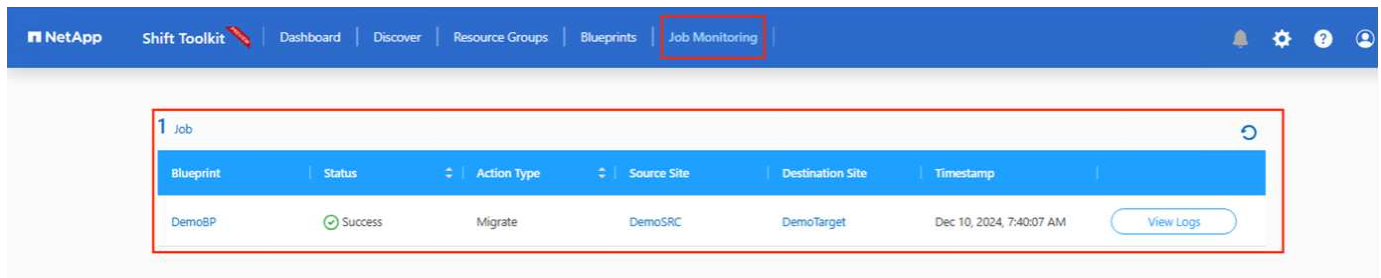 NetApp Shift Toolkit Dashboard Discover Resource Groups Blueprints Job Monitoring
1 Job
Blueprint Status Action Type Source Site Destination Site Timestamp
DemoBP Success Migrate DemoSRC DemoTarget Dec 10, 2024, 7:40:07 AM View Logs